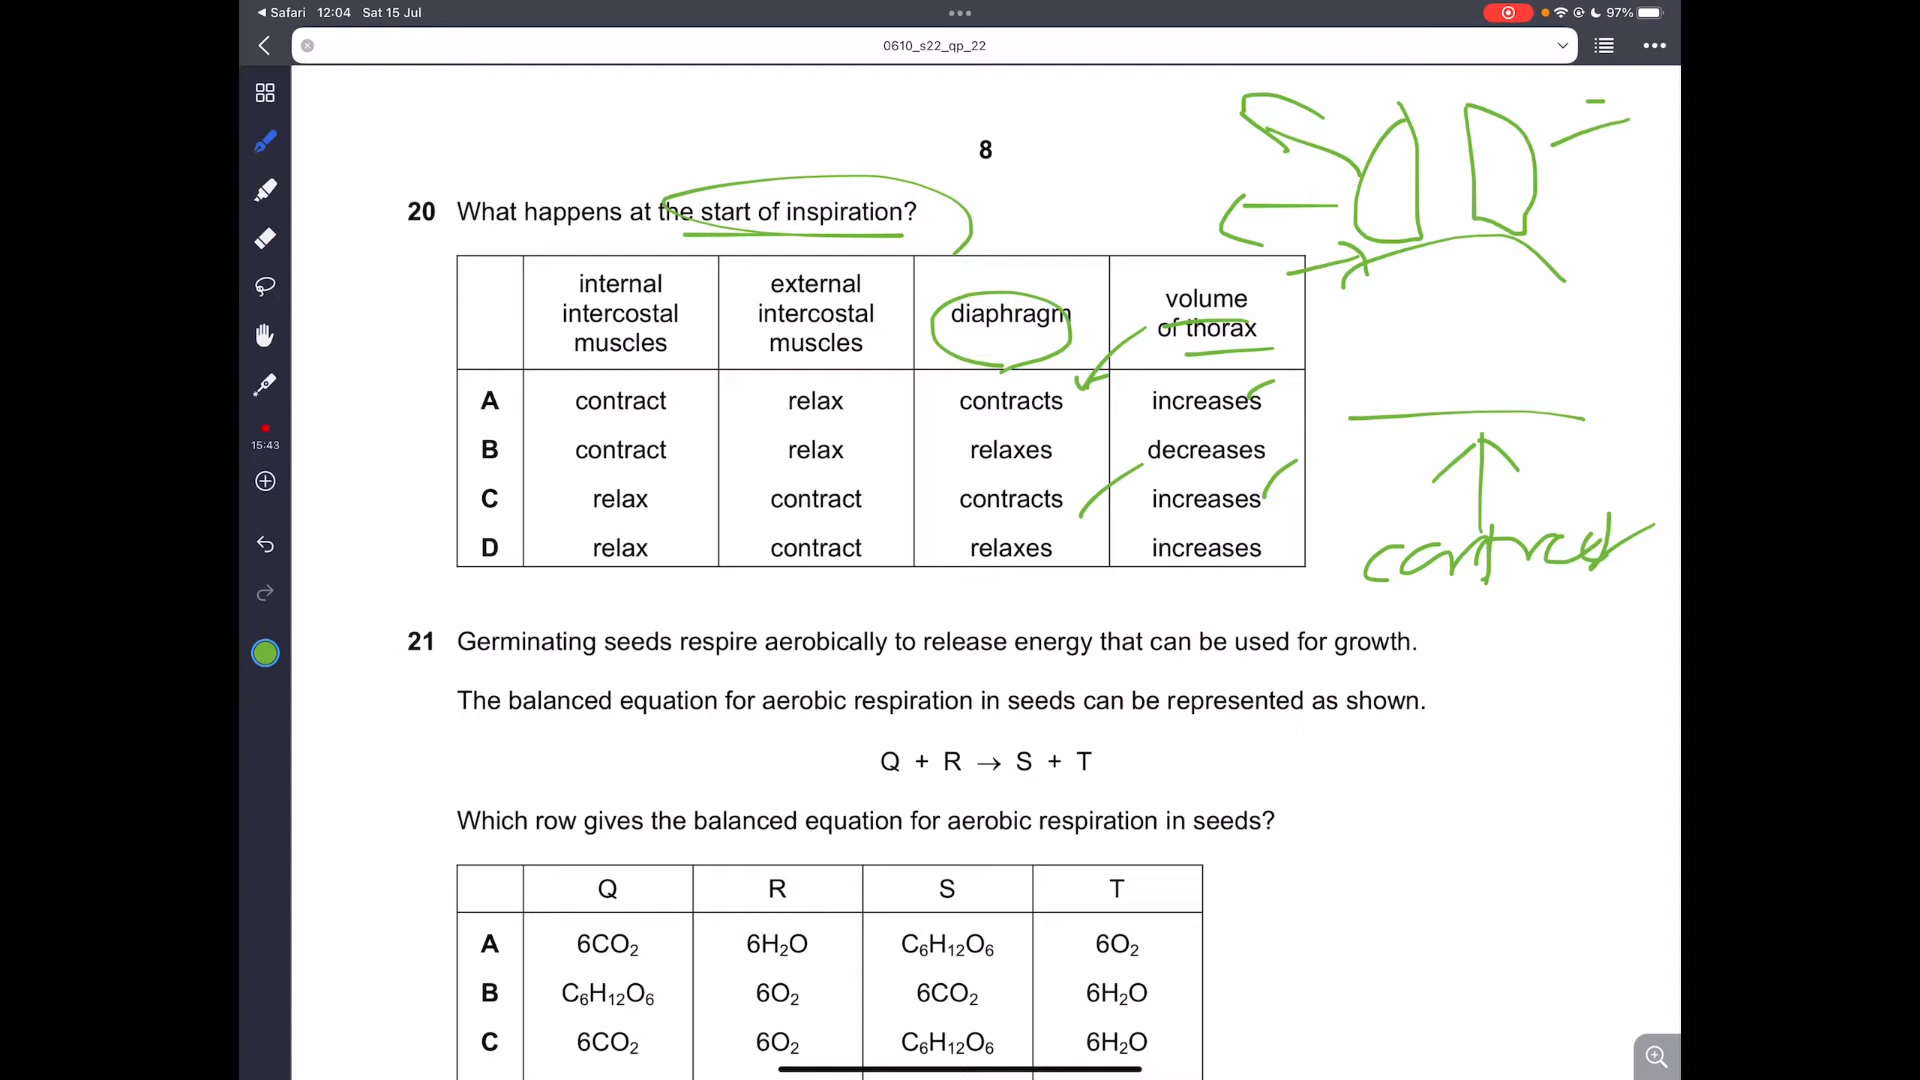 Safari 12:04 Sat 15 Jul
97%
0610_s22_qp_22
15:43
8
20 What happens at the start of inspiration?
internal intercostal muscles external intercostal muscles diaphragm volume of thorax
A contract relax contracts increases
B contract relax relaxes decreases
C relax contract contracts increases
D relax contract relaxes increases
contract
21 Germinating seeds respire aerobically to release energy that can be used for growth.
The balanced equation for aerobic respiration in seeds can be represented as shown.
Q + R → S + T
Which row gives the balanced equation for aerobic respiration in seeds?
Q R S T
A 6CO₂ 6H₂O C₆H₁₂O₆ 6O₂
B C₆H₁₂O₆ 6O₂ 6CO₂ 6H₂O
C 6CO₂ 6O₂ C₆H₁₂O₆ 6H₂O